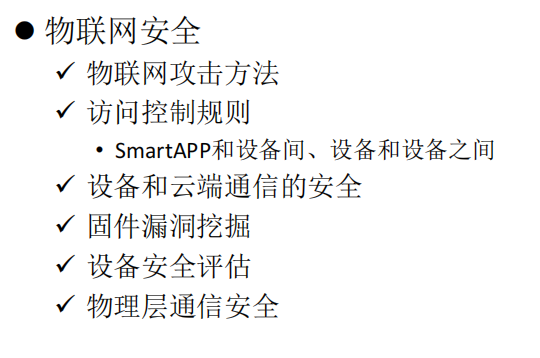 ● 物联网安全
✓ 物联网攻击方法
✓ 访问控制规则
• SmartAPP和设备间、设备和设备之间
✓ 设备和云端通信的安全
✓ 固件漏洞挖掘
✓ 设备安全评估
✓ 物理层通信安全